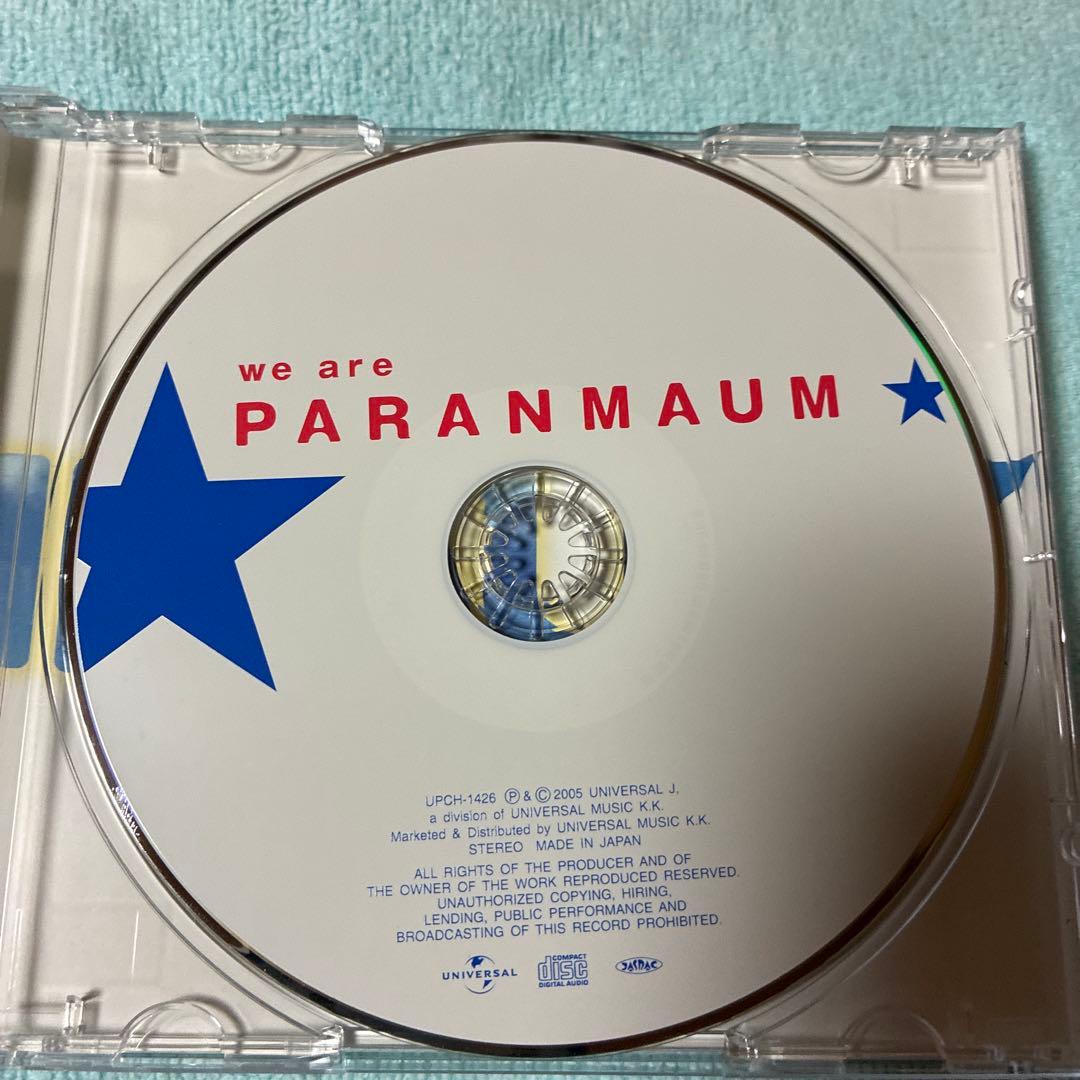 we are
PARANMAUM
UPCH-1426 Ⓟ & © 2005 UNIVERSAL J,
a division of UNIVERSAL MUSIC K.K.
Marketed & Distributed by UNIVERSAL MUSIC K.K.
STEREO MADE IN JAPAN
ALL RIGHTS OF THE PRODUCER AND OF
THE OWNER OF THE WORK REPRODUCED RESERVED.
UNAUTHORIZED COPYING, HIRING,
LENDING, PUBLIC PERFORMANCE AND
BROADCASTING OF THIS RECORD PROHIBITED.
UNIVERSAL
COMPACT
disc
DIGITAL AUDIO
JASRAC